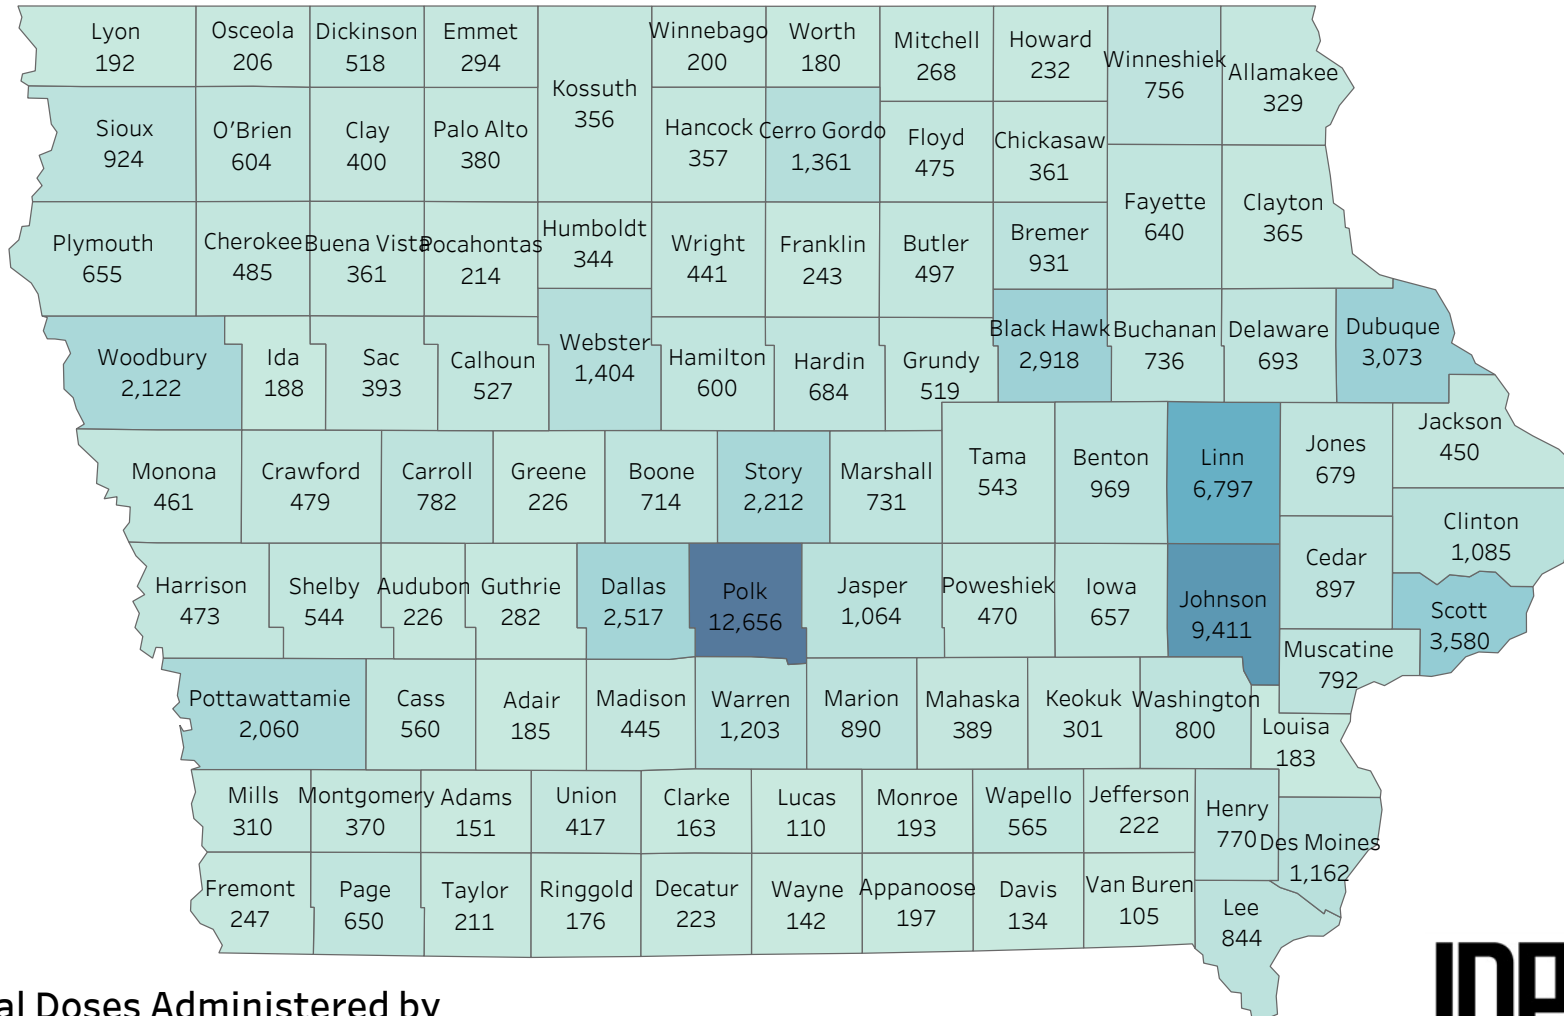 Lyon
192
Osceola
206
Dickinson
518
Emmet
294
Kossuth
356
Winnebago
200
Worth
180
Mitchell
268
Howard
232
Winneshiek
756
Allamakee
329
Sioux
924
O'Brien
604
Clay
400
Palo Alto
380
Hancock
357
Cerro Gordo
1,361
Floyd
475
Chickasaw
361
Fayette
640
Clayton
365
Plymouth
655
Cherokee
485
Buena Vista
361
Pocahontas
214
Humboldt
344
Wright
441
Franklin
243
Butler
497
Bremer
931
Woodbury
2,122
Ida
188
Sac
393
Calhoun
527
Webster
1,404
Hamilton
600
Hardin
684
Grundy
519
Black Hawk
2,918
Buchanan
736
Delaware
693
Dubuque
3,073
Monona
461
Crawford
479
Carroll
782
Greene
226
Boone
714
Story
2,212
Marshall
731
Tama
543
Benton
969
Linn
6,797
Jones
679
Jackson
450
Clinton
1,085
Harrison
473
Shelby
544
Audubon
226
Guthrie
282
Dallas
2,517
Polk
12,656
Jasper
1,064
Poweshiek
470
Iowa
657
Johnson
9,411
Cedar
897
Scott
3,580
Muscatine
792
Pottawattamie
2,060
Cass
560
Adair
185
Madison
445
Warren
1,203
Marion
890
Mahaska
389
Keokuk
301
Washington
800
Louisa
183
Mills
310
Montgomery
370
Adams
151
Union
417
Clarke
163
Lucas
110
Monroe
193
Wapello
565
Jefferson
222
Henry
770
Des Moines
1,162
Fremont
247
Page
650
Taylor
211
Ringgold
176
Decatur
223
Wayne
142
Appanoose
197
Davis
134
Van Buren
105
Lee
844
al Doses Administered by